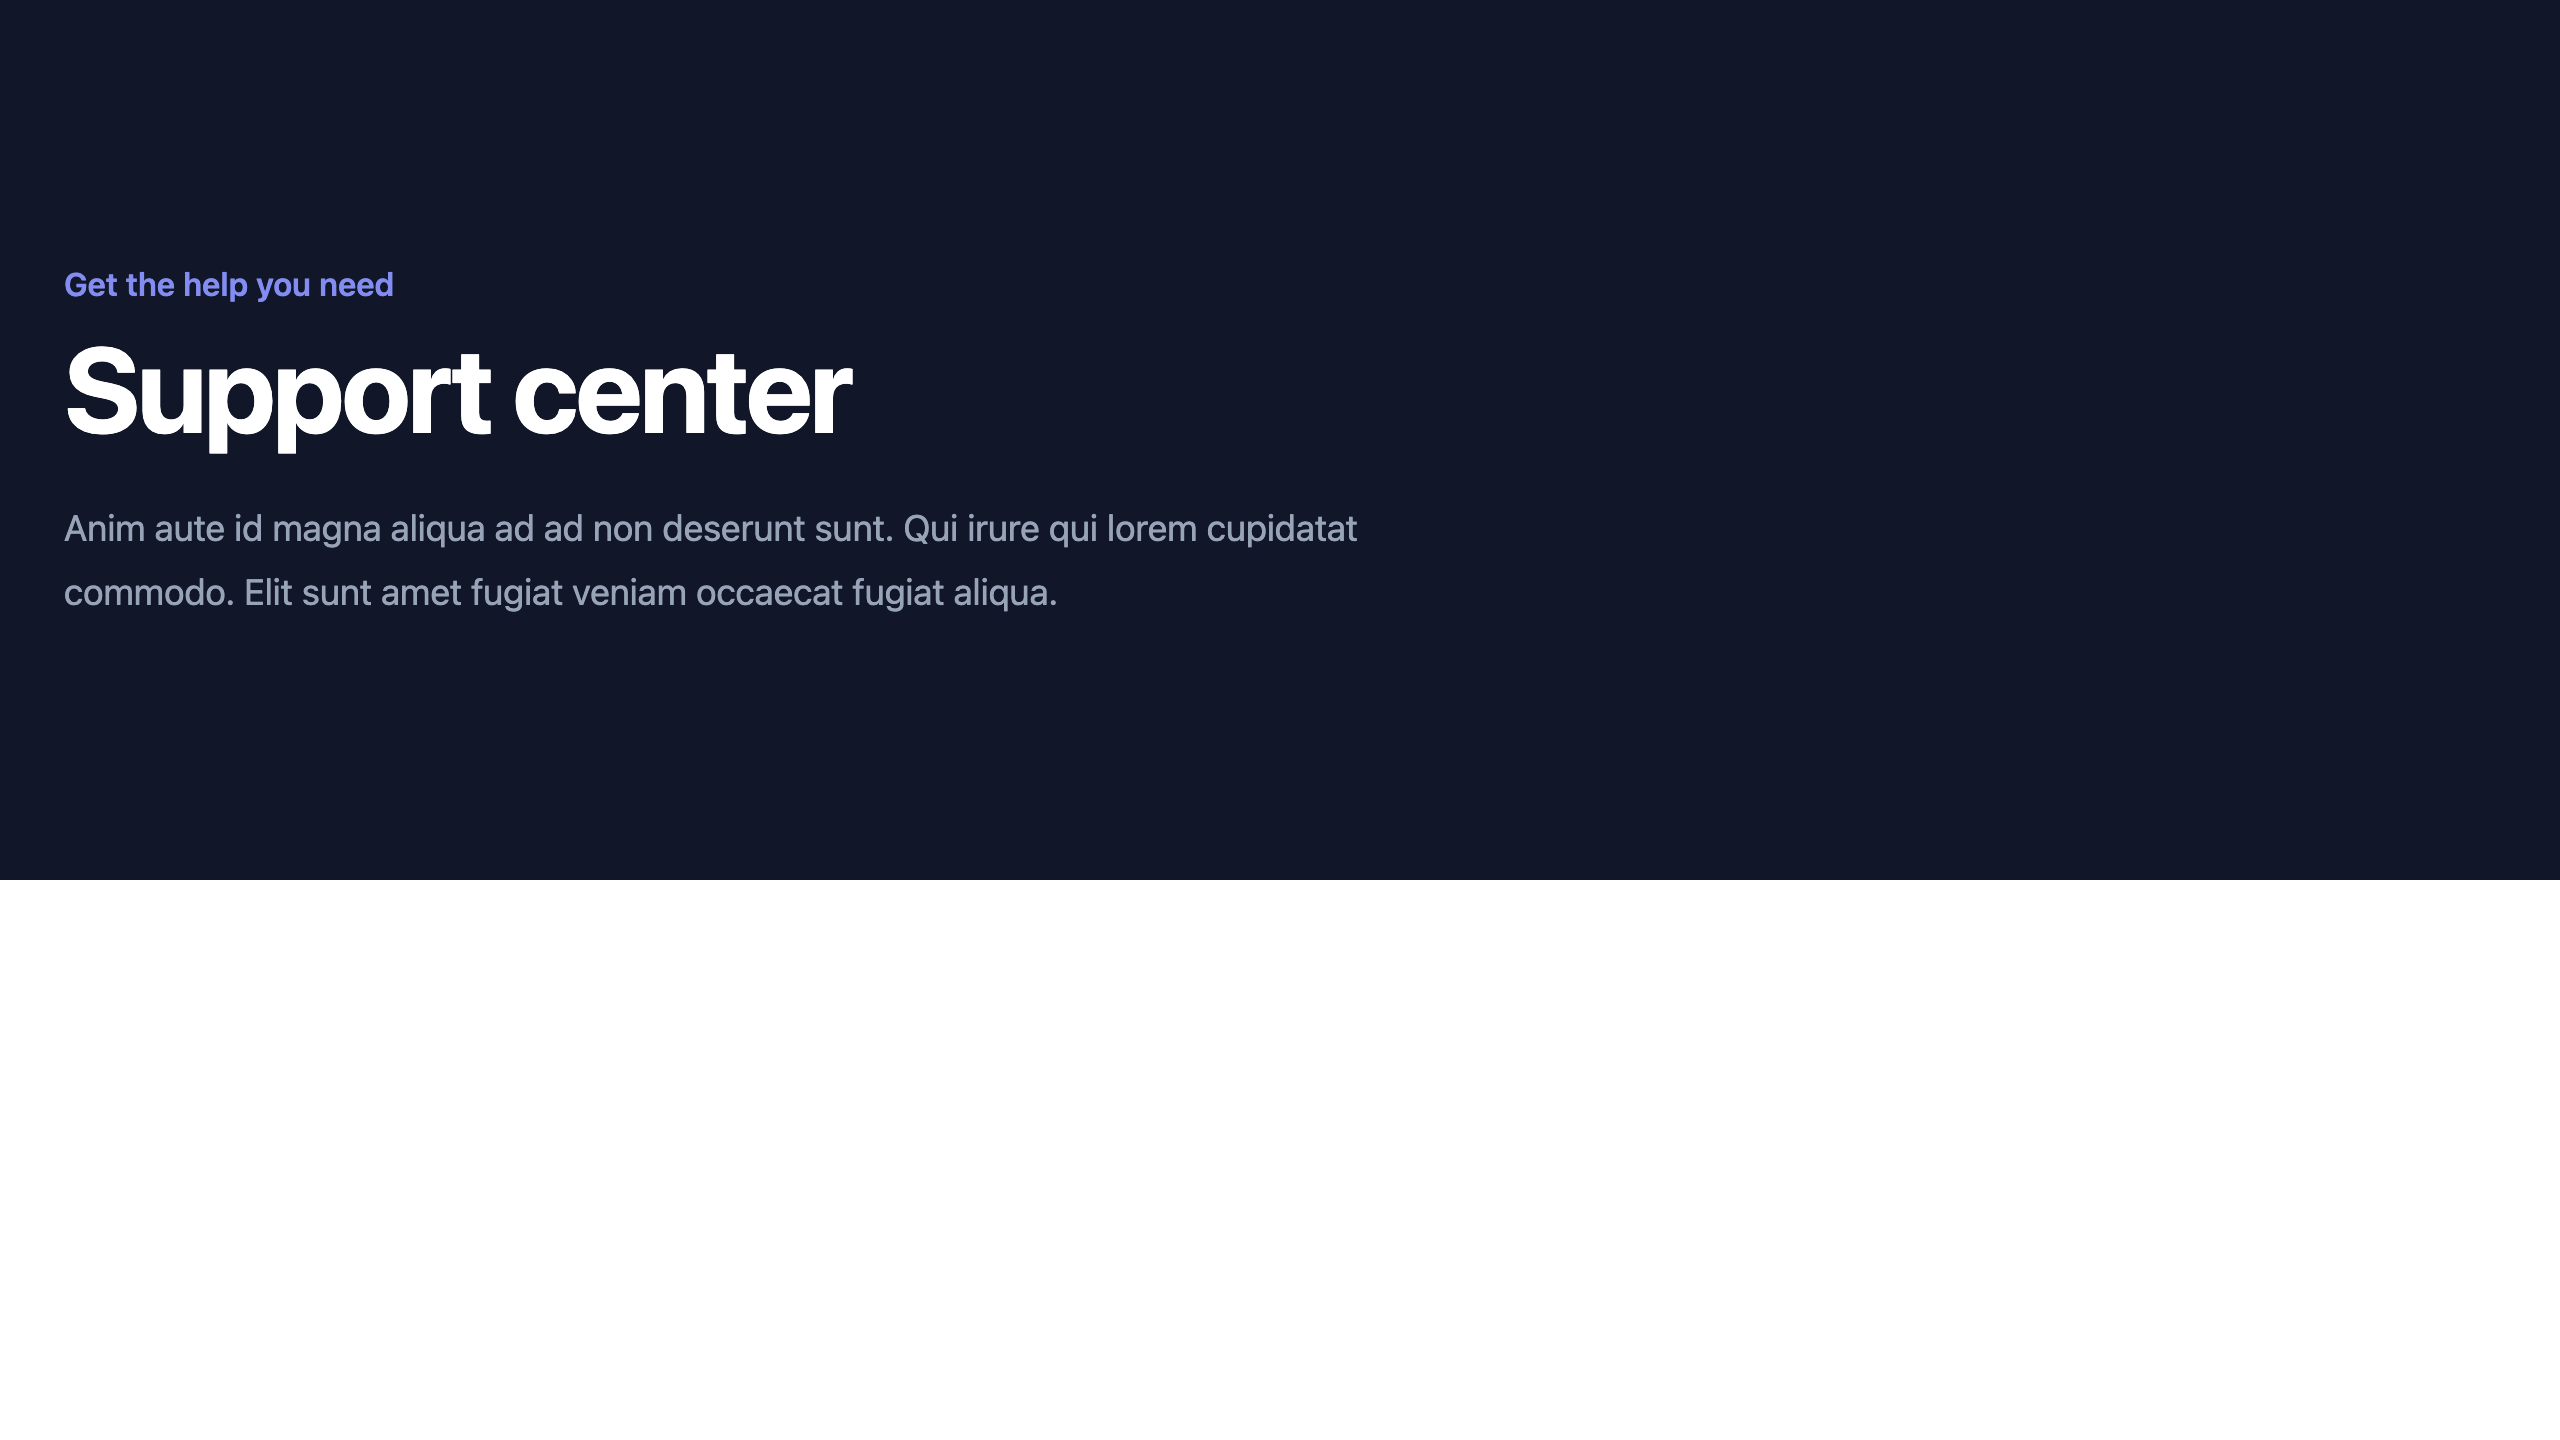 Get the help you need
Support center
Anim aute id magna aliqua ad ad non deserunt sunt. Qui irure qui lorem cupidatat
commodo. Elit sunt amet fugiat veniam occaecat fugiat aliqua.